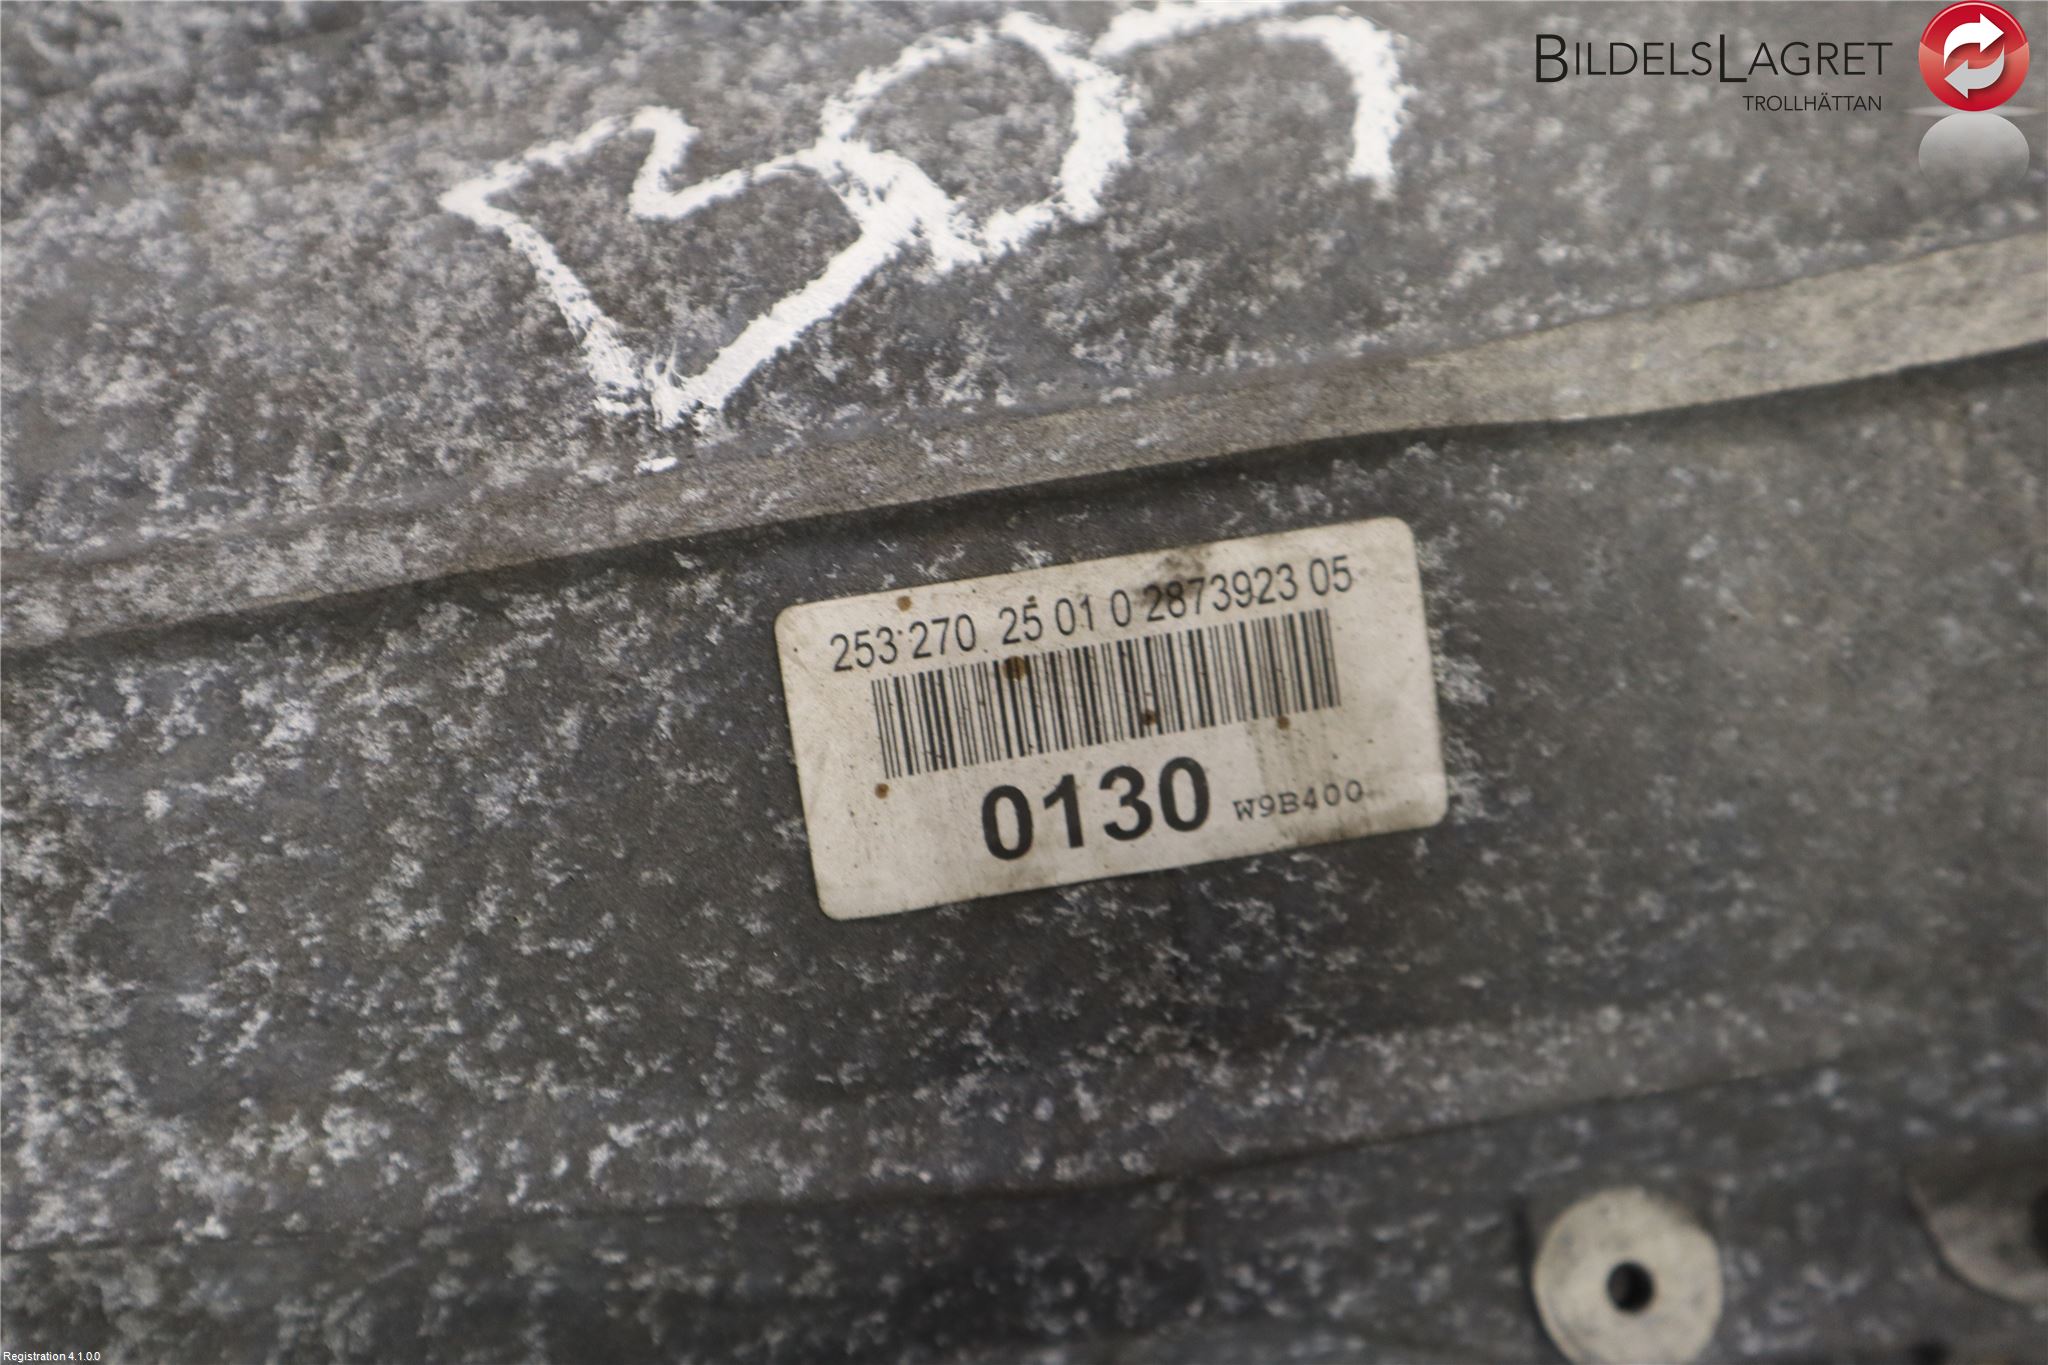 BILDELSLAGRET
TROLLHÄTTAN
253 270 25 01 0 2873923 05
0130 W9B400
Registration 4.1.0.0